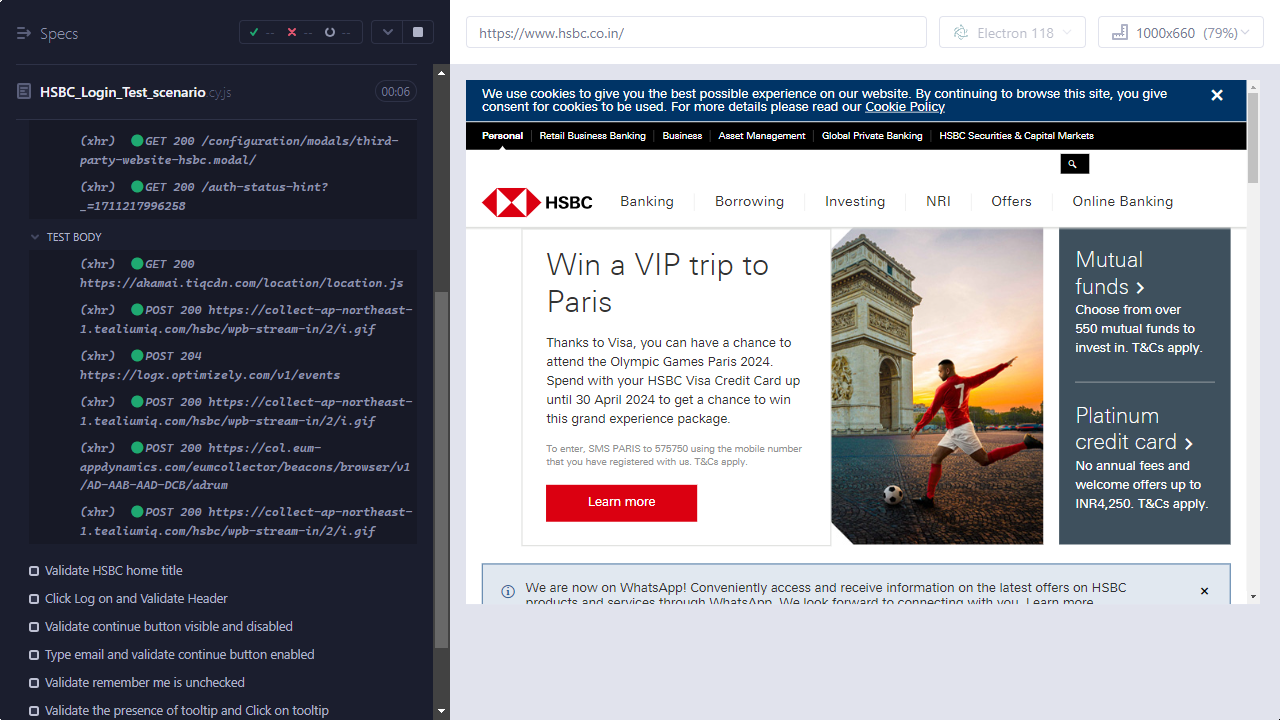 Specs
-- -- --
HSBC_Login_Test_scenario.cy.js
00:06
(xhr) GET 200 /configuration/modals/third-
party-website-hsbc.modal/
(xhr) GET 200 /auth-status-hint?
_=1711217996258
TEST BODY
(xhr) GET 200
https://akamai.tiqcdn.com/location/location.js
(xhr) POST 200 https://collect-ap-northeast-
1.tealiumiq.com/hsbc/wpb-stream-in/2/i.gif
(xhr) POST 204
https://logx.optimizely.com/v1/events
(xhr) POST 200 https://collect-ap-northeast-
1.tealiumiq.com/hsbc/wpb-stream-in/2/i.gif
(xhr) POST 200 https://col.eum-
appdynamics.com/eumcollector/beacons/browser/v1
/AD-AAB-AAD-DCB/adrum
(xhr) POST 200 https://collect-ap-northeast-
1.tealiumiq.com/hsbc/wpb-stream-in/2/i.gif
Validate HSBC home title
Click Log on and Validate Header
Validate continue button visible and disabled
Type email and validate continue button enabled
Validate remember me is unchecked
Validate the presence of tooltip and Click on tooltip
https://www.hsbc.co.in/
Electron 118
1000x660 (79%)
We use cookies to give you the best possible experience on our website. By continuing to browse this site, you give
consent for cookies to be used. For more details please read our Cookie Policy
Personal Retail Business Banking Business Asset Management Global Private Banking HSBC Securities & Capital Markets
HSBC Banking Borrowing Investing NRI Offers Online Banking
Win a VIP trip to
Paris
Thanks to Visa, you can have a chance to
attend the Olympic Games Paris 2024.
Spend with your HSBC Visa Credit Card up
until 30 April 2024 to get a chance to win
this grand experience package.
To enter, SMS PARIS to 575750 using the mobile number
that you have registered with us. T&Cs apply.
Learn more
7
Mutual
funds
Choose from over
550 mutual funds to
invest in. T&Cs apply.
Platinum
credit card
No annual fees and
welcome offers up to
INR4,250. T&Cs apply.
We are now on WhatsApp! Conveniently access and receive information on the latest offers on HSBC
products and services through WhatsApp. We look forward to connecting with you. Learn more